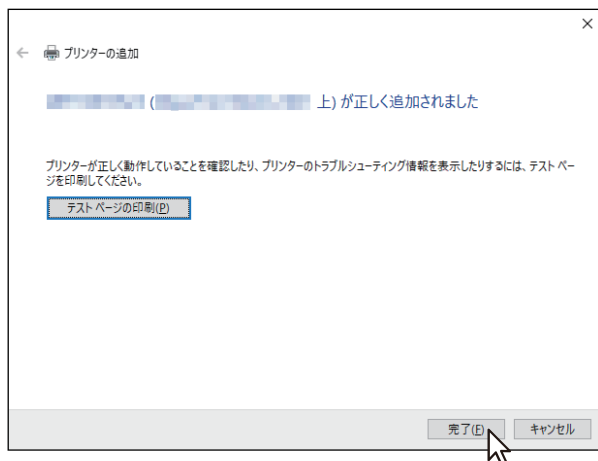 プリンターの追加
( 上) が正しく追加されました
プリンターが正しく動作していることを確認したり、プリンターのトラブルシューティング情報を表示したりするには、テスト ペー
ジを印刷してください。
テスト ページの印刷(P)
完了(F) キャンセル